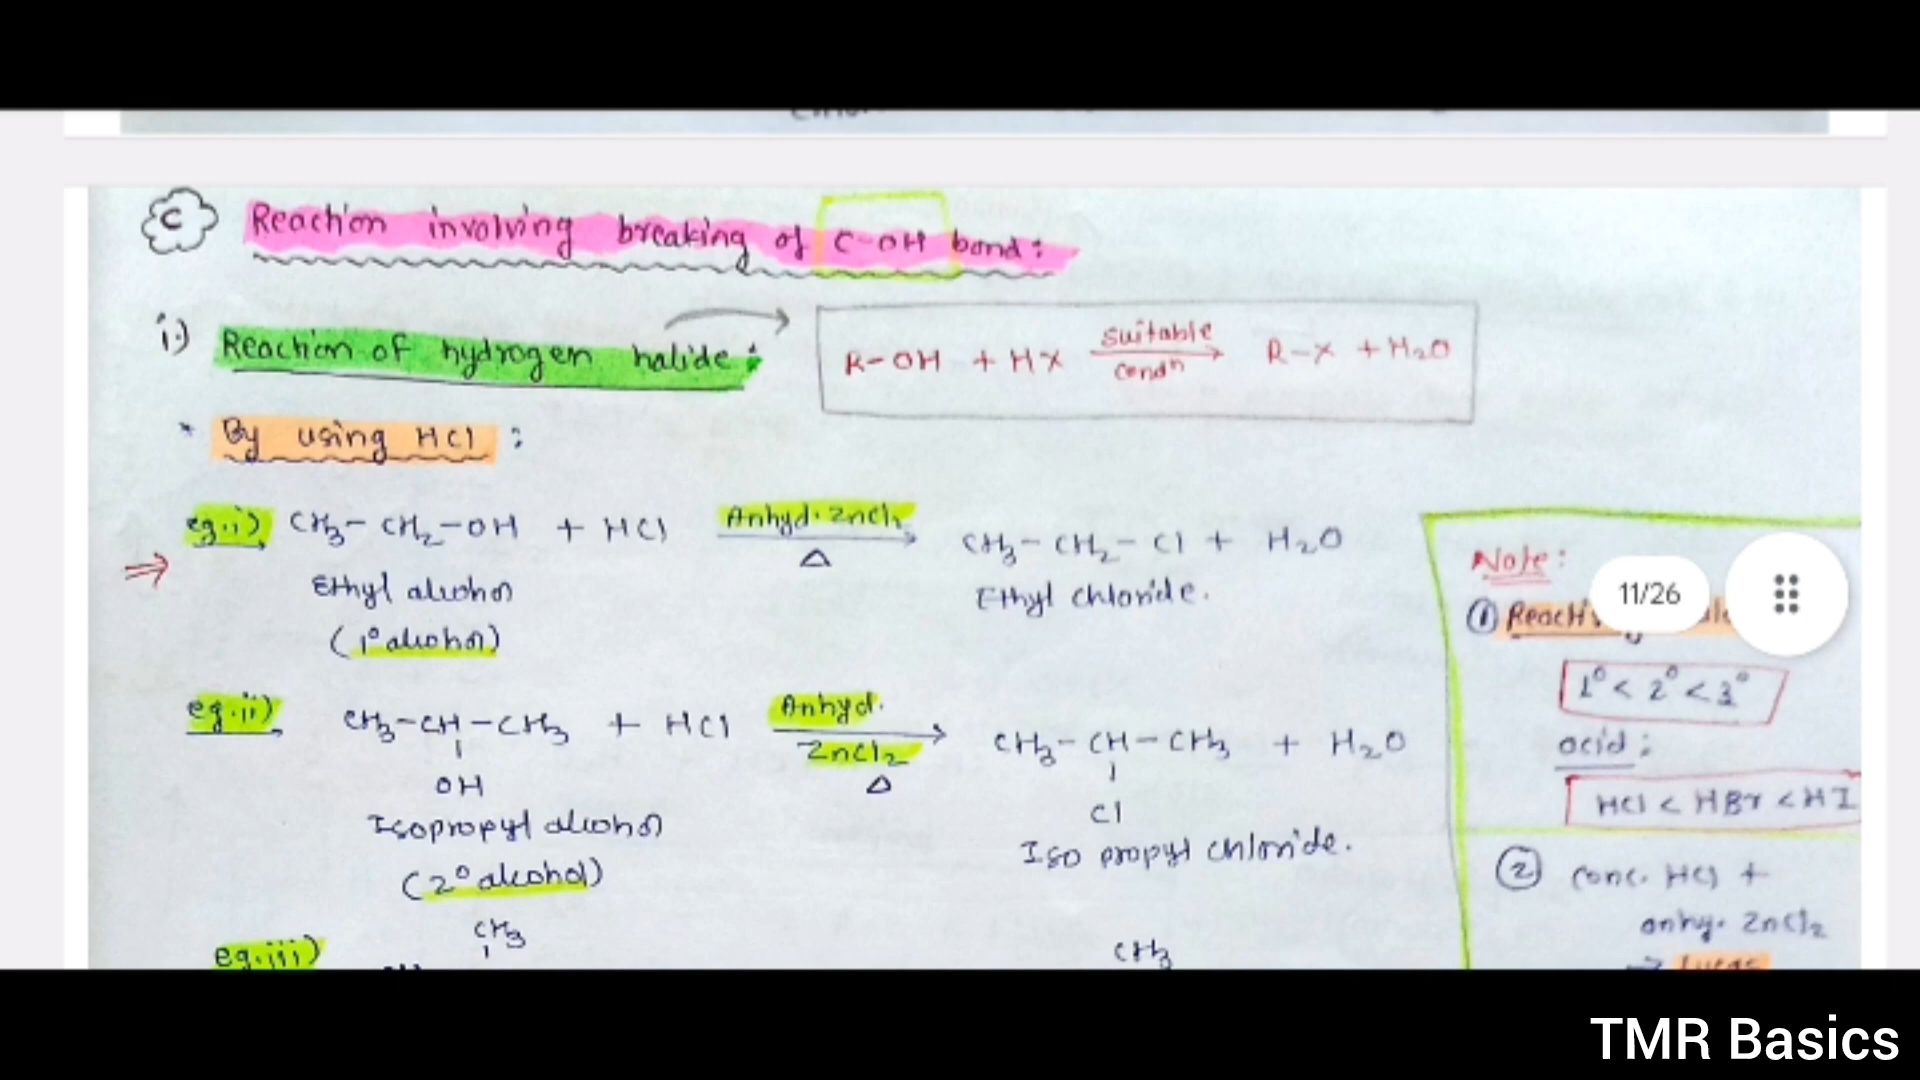 C Reaction involving breaking of C-OH bond:
i.) Reaction of hydrogen halide:
R-OH + HX suitable condⁿ R-X + H₂O
* By using HCl:
eg.i) CH₃-CH₂-OH + HCl Anhyd. ZnCl₂ Δ CH₃-CH₂-Cl + H₂O
Ethyl alcohol
Ethyl chloride.
(1° alcohol)
eg.ii) CH₃-CH-CH₃ + HCl Anhyd. ZnCl₂ Δ CH₃-CH-CH₃ + H₂O
OH
Cl
Isopropyl alcohol
Iso propyl chloride.
(2° alcohol)
eg.iii)
CH₃
CH₃
Note:
①
1° < 2° < 3°
acid:
HCl < HBr < HI
② conc. HCl +
anhy. ZnCl₂
→ Lucas
11/26
TMR Basics